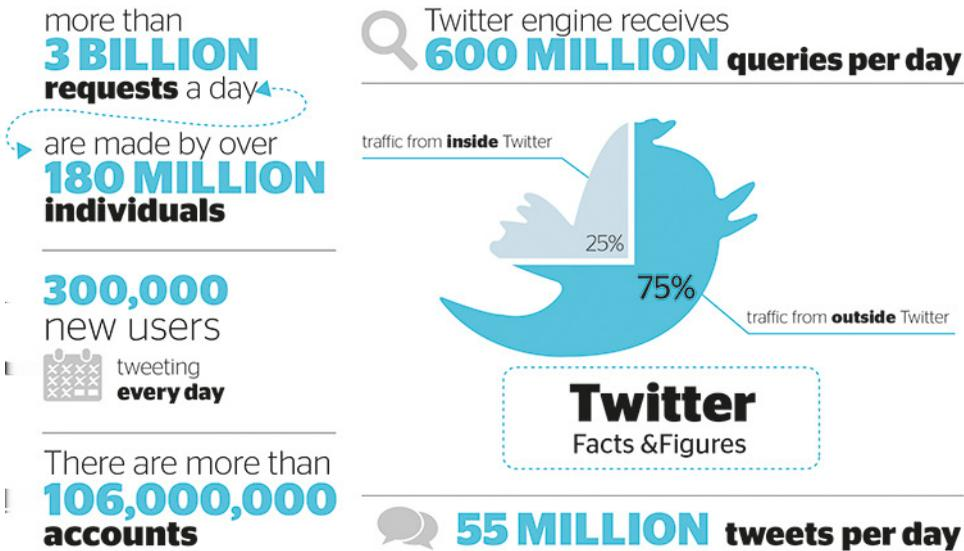 more than
3 BILLION
requests a day
are made by over
180 MILLION
individuals
300,000
new users
tweeting
every day
There are more than
106,000,000
accounts
Twitter engine receives
600 MILLION queries per day
traffic from inside Twitter
25%
75%
traffic from outside Twitter
Twitter
Facts &Figures
55 MILLION tweets per day